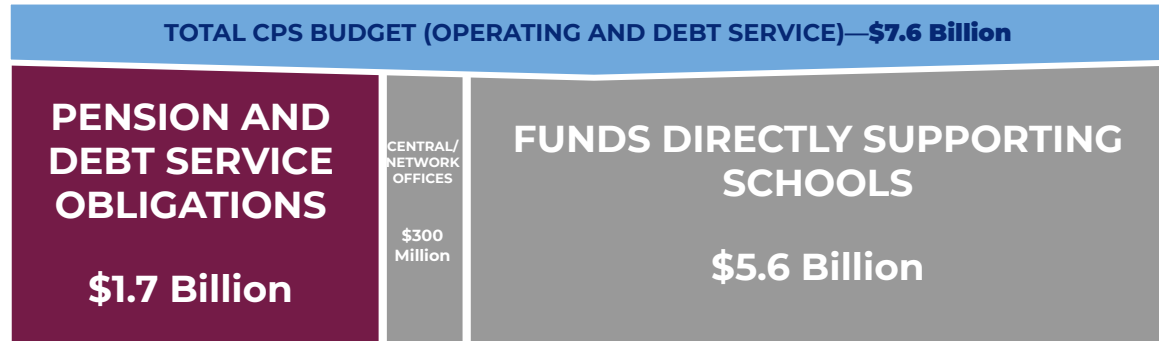 TOTAL CPS BUDGET (OPERATING AND DEBT SERVICE)—$7.6 Billion
PENSION AND
DEBT SERVICE
OBLIGATIONS
$1.7 Billion
CENTRAL/
NETWORK
OFFICES
$300
Million
FUNDS DIRECTLY SUPPORTING
SCHOOLS
$5.6 Billion